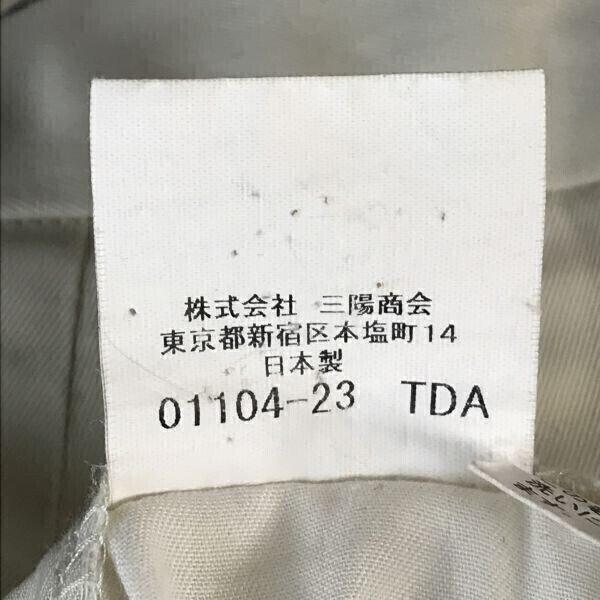 株式会社 三陽商会
東京都新宿区本塩町14
日本製
01104-23 TDA